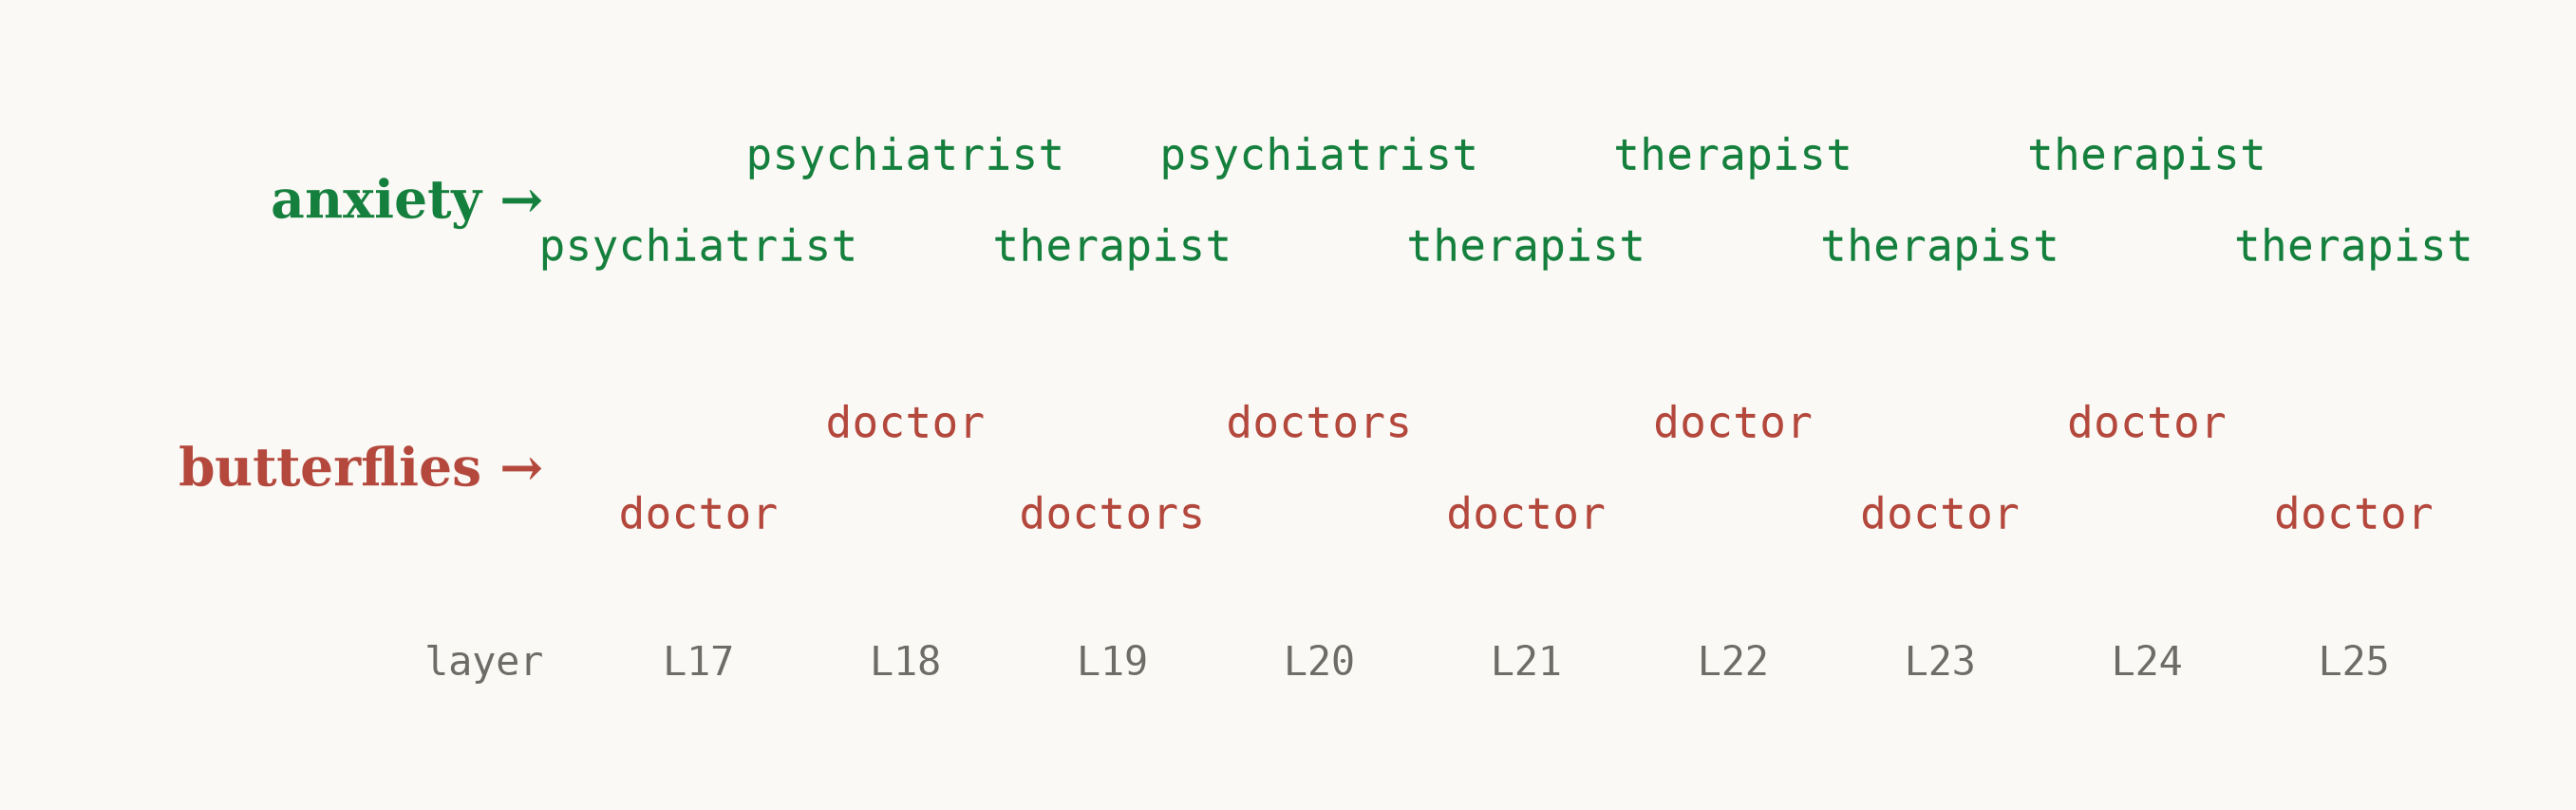 psychiatrist psychiatrist therapist therapist
anxiety →
psychiatrist therapist therapist therapist therapist
doctor doctors doctor doctor
butterflies →
doctor doctors doctor doctor doctor
layer L17 L18 L19 L20 L21 L22 L23 L24 L25